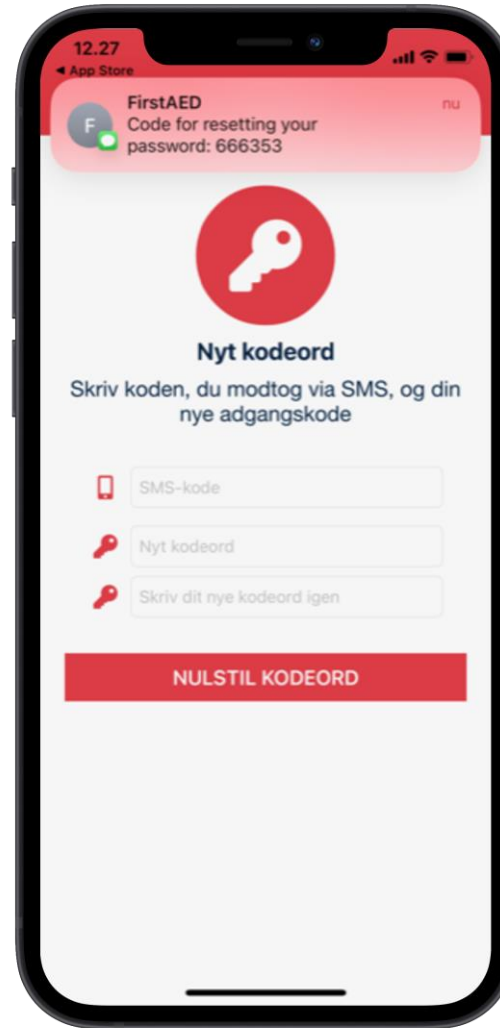 12.27
◀ App Store
FirstAED
nu
F
Code for resetting your
password: 666353
Nyt kodeord
Skriv koden, du modtog via SMS, og din
nye adgangskode
SMS-kode
Nyt kodeord
Skriv dit nye kodeord igen
NULSTIL KODEORD